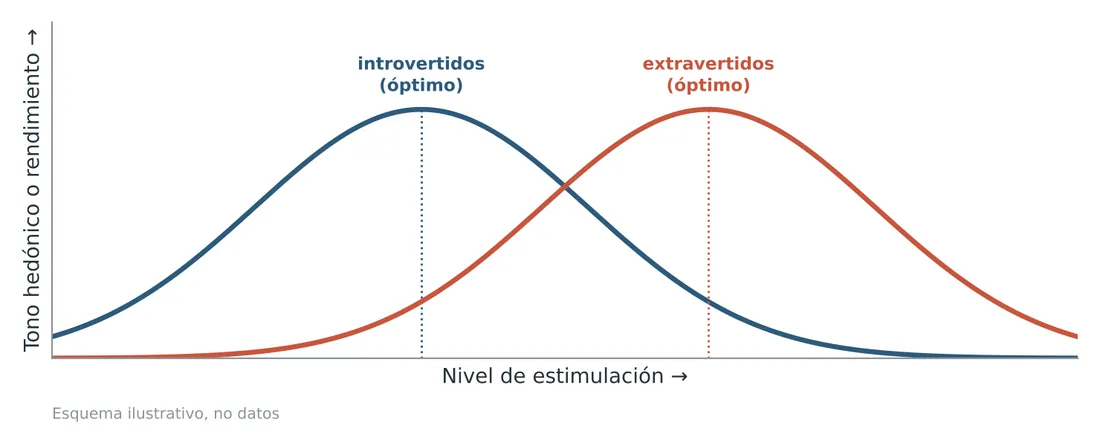 introvertidos
(óptimo)
extravertidos
(óptimo)
Tono hedónico o rendimiento →
Nivel de estimulación →
Esquema ilustrativo, no datos